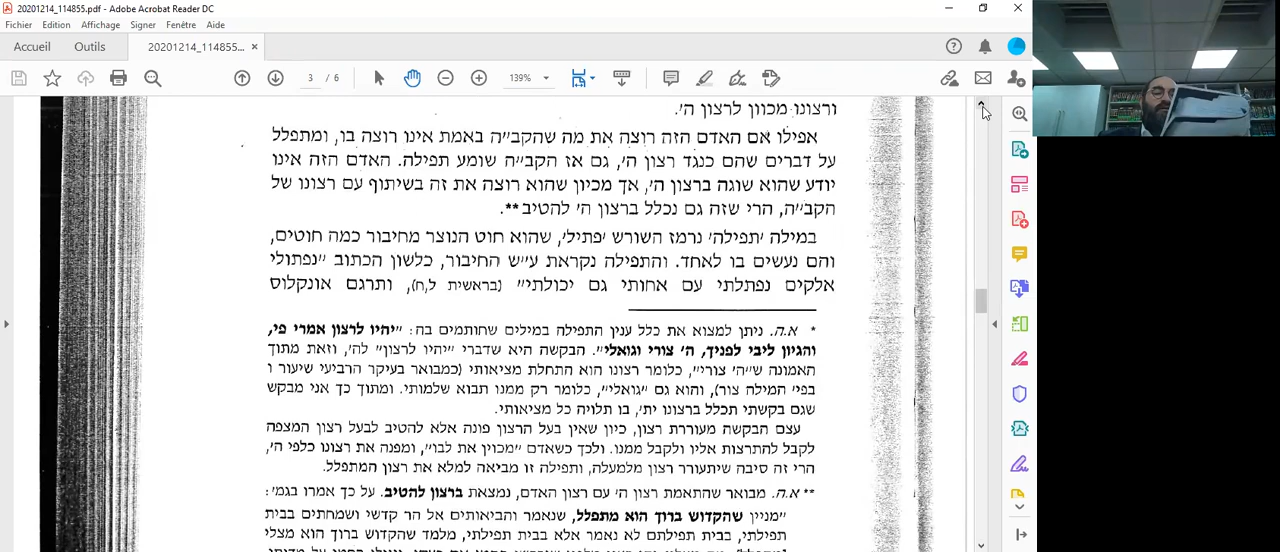 20201214_114855.pdf - Adobe Acrobat Reader DC
Fichier Edition Affichage Signer Fenêtre Aide
Accueil Outils 20201214_114855... ×
3 / 6 139%
ורצונו מכוון לרצון ה׳.
אפילו אם האדם הזה רוצה את מה שהקב״ה באמת אינו רוצה בו, ומתפלל
על דברים שהם כנגד רצון ה׳, גם אז הקב״ה שומע תפילה. האדם הזה אינו
יודע שהוא שוגה ברצון ה׳, אך מכיון שהוא רוצה את זה בשיתוף עם רצונו של
הקב״ה, הרי שזה גם נכלל ברצון ה׳ להטיב**.
במילה ׳תפילה׳ נרמז השורש ׳פתיל׳, שהוא חוט הנוצר מחיבור כמה חוטים,
והם נעשים בו לאחד. והתפילה נקראת ע״ש החיבור, כלשון הכתוב ״נפתולי
אלקים נפתלתי עם אחותי גם יכולתי״ (בראשית ל,ח), ותרגם אונקלוס
* א.ה. ניתן למצוא את כלל ענין התפילה במילים שחותמים בה: ״יהיו לרצון אמרי פי,
והגיון ליבי לפניך, ה׳ צורי וגואלי״. הבקשה היא שדברי ״יהיו לרצון״ לה׳, וזאת מתוך
האמונה ש״ה׳ צורי״, כלומר רצונו הוא התחלת מציאותי (כמבואר בעיקר הרביעי שיעור ו
בפי׳ המילה צור), והוא גם ״גואלי״, כלומר רק ממנו תבוא שלמותי. ומתוך כך אני מבקש
שגם בקשתי תכלל ברצונו ית׳, בו תלויה כל מציאותי.
עצם הבקשה מעוררת רצון, כיון שאין בעל הרצון פונה אלא להטיב לבעל רצון המצפה
לקבל להתרצות אליו ולקבל ממנו. ולכך כשאדם ״מכוין את לבו״, ומפנה את רצונו כלפי ה׳,
הרי זה סיבה שיתעורר רצון מלמעלה, ותפילה זו מביאה למלא את רצון המתפלל.
** א.ה. מבואר שהתאמת רצון ה׳ עם רצון האדם, נמצאת ברצון להטיב. על כך אמרו בגמ׳:
״מניין שהקדוש ברוך הוא מתפלל, שנאמר והביאותים אל הר קדשי ושמחתים בבית
תפילתי, בבית תפילתם לא נאמר אלא בבית תפילתי, מלמד שהקדוש ברוך הוא מצלי